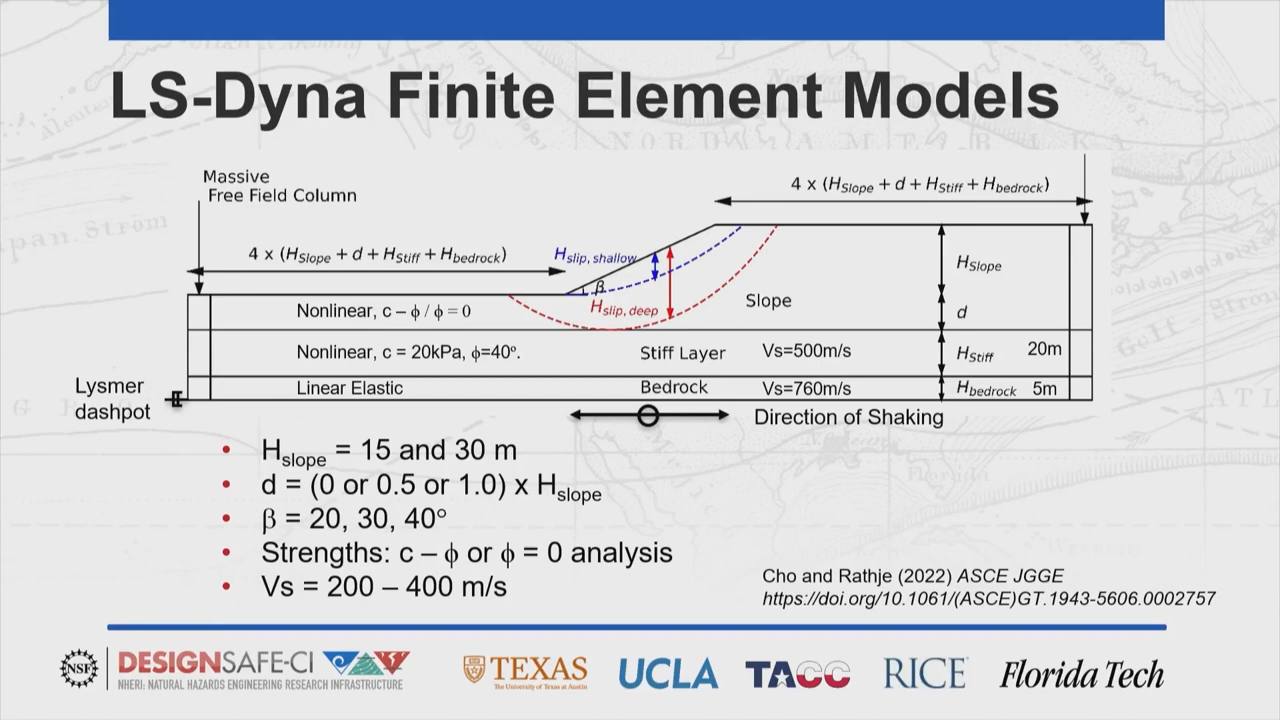 LS-Dyna Finite Element Models
Massive
Free Field Column
4 x (H_Slope + d + H_Stiff + H_bedrock)
4 x (H_Slope + d + H_Stiff + H_bedrock)
H_slip, shallow
β
H_slip, deep
H_Slope
Slope
Nonlinear, c – ϕ / ϕ = 0
d
Nonlinear, c = 20kPa, ϕ=40°.
Stiff Layer
Vs=500m/s
H_Stiff
20m
Linear Elastic
Bedrock
Vs=760m/s
H_bedrock
5m
Lysmer
dashpot
Direction of Shaking
• H_slope = 15 and 30 m
• d = (0 or 0.5 or 1.0) x H_slope
• β = 20, 30, 40°
• Strengths: c – ϕ or ϕ = 0 analysis
• Vs = 200 – 400 m/s
Cho and Rathje (2022) ASCE JGGE
https://doi.org/10.1061/(ASCE)GT.1943-5606.0002757
NSF
DESIGNSAFE-CI
NHERI: NATURAL HAZARDS ENGINEERING RESEARCH INFRASTRUCTURE
TEXAS
The University of Texas at Austin
UCLA
TACC
RICE
Florida Tech